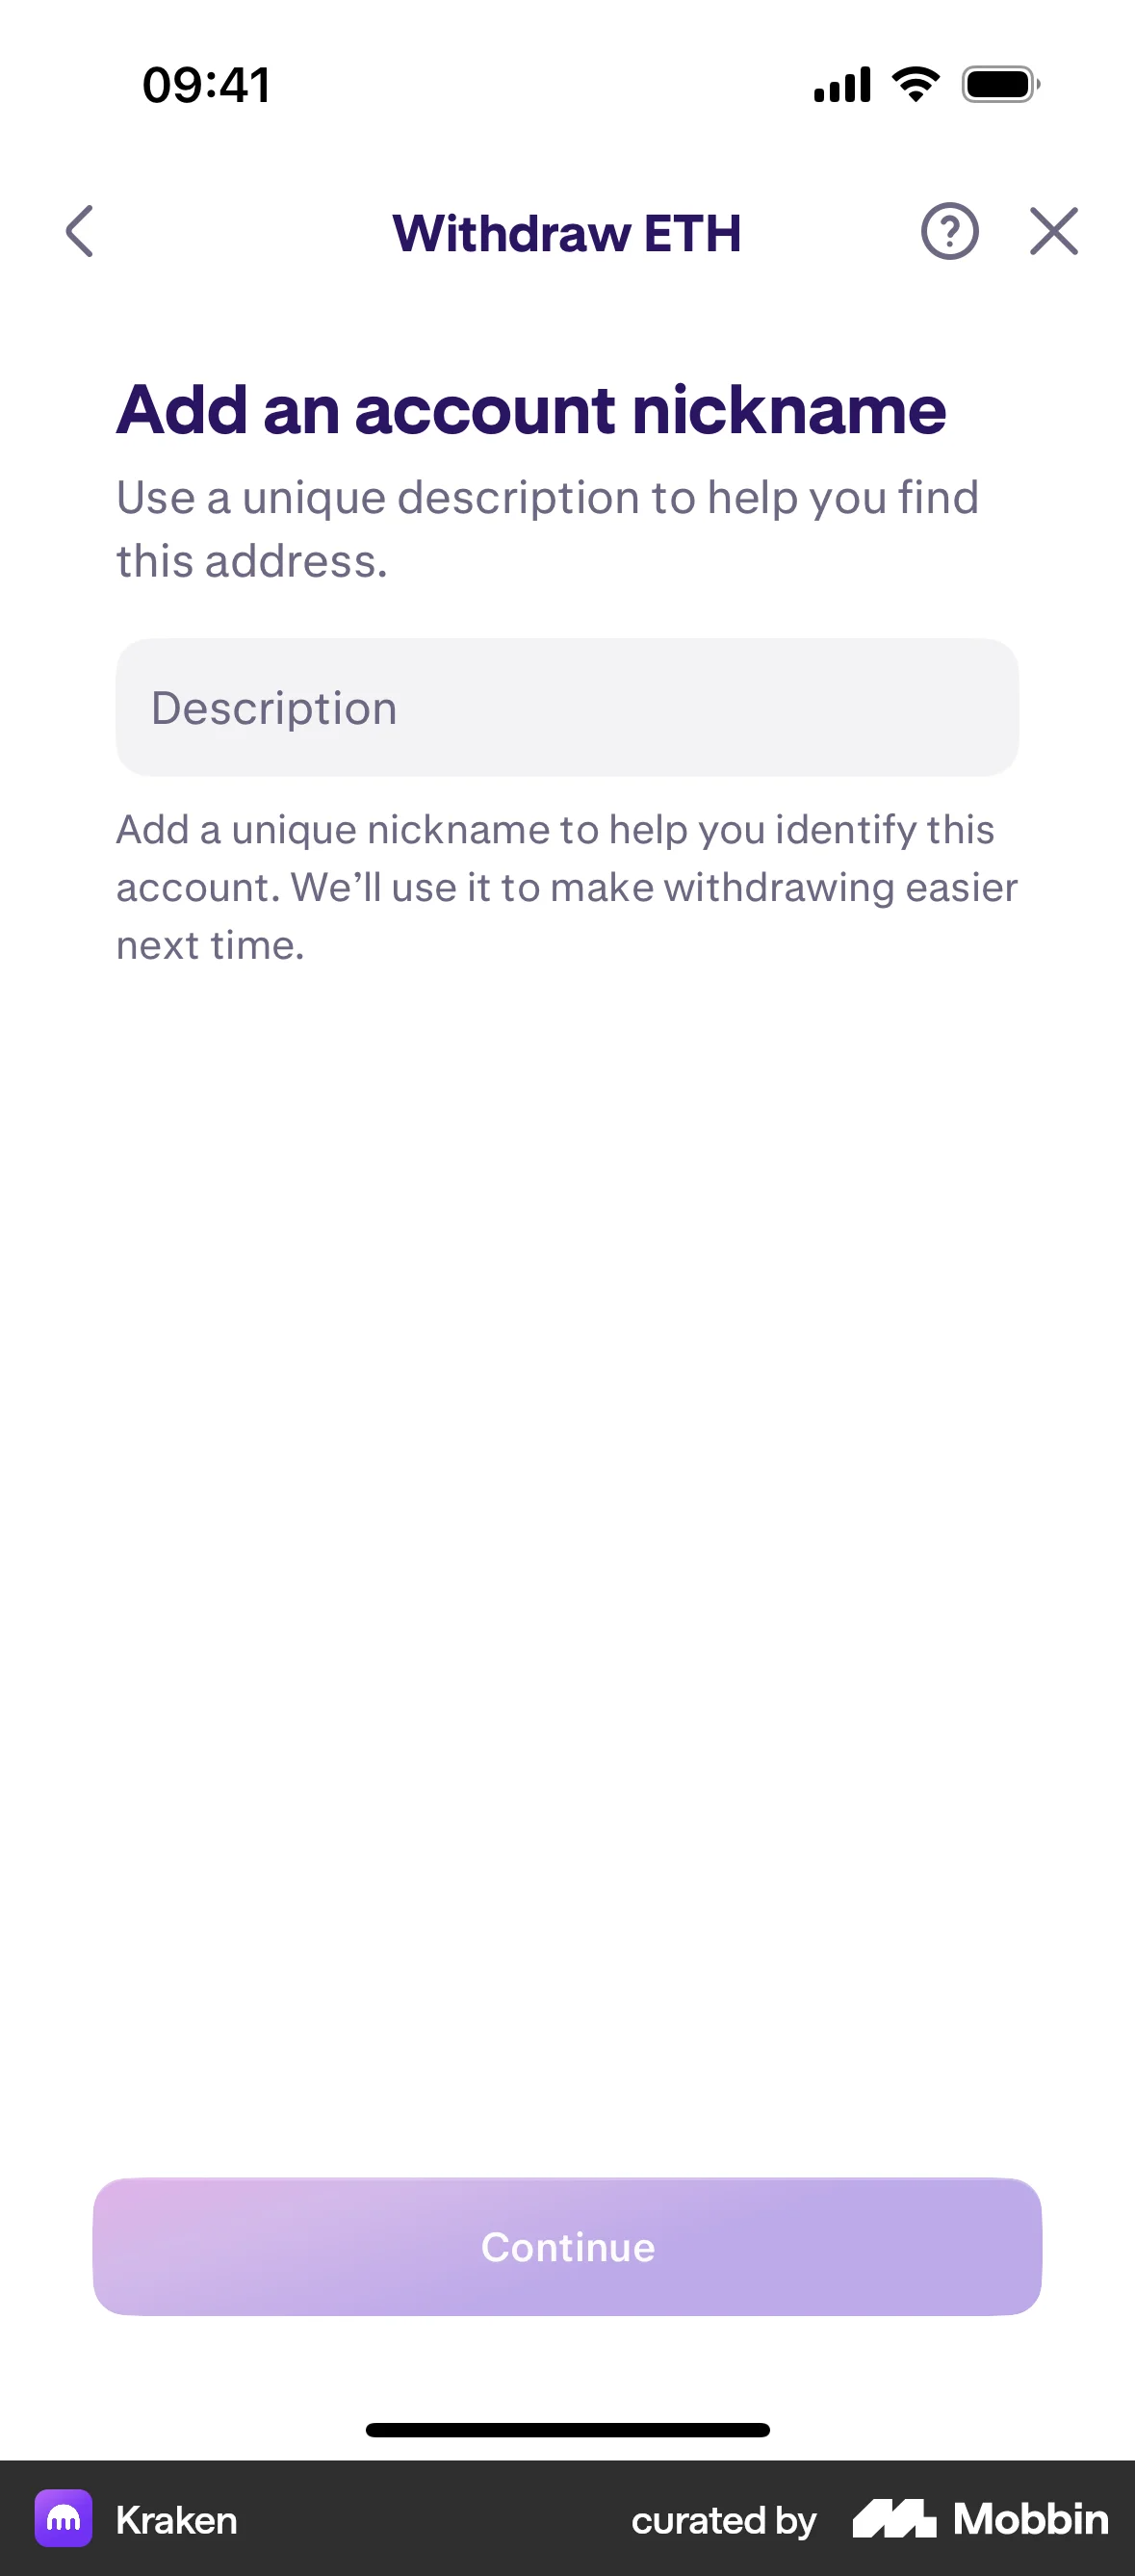 09:41
Withdraw ETH
Add an account nickname
Use a unique description to help you find
this address.
Description
Add a unique nickname to help you identify this
account. We’ll use it to make withdrawing easier
next time.
Continue
Kraken
curated by Mobbin